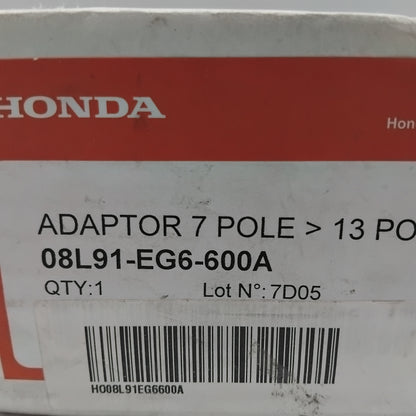 HONDA
Hon
ADAPTOR 7 POLE > 13 PO
08L91-EG6-600A
QTY:1 Lot N°: 7D05
HO08L91EG6600A